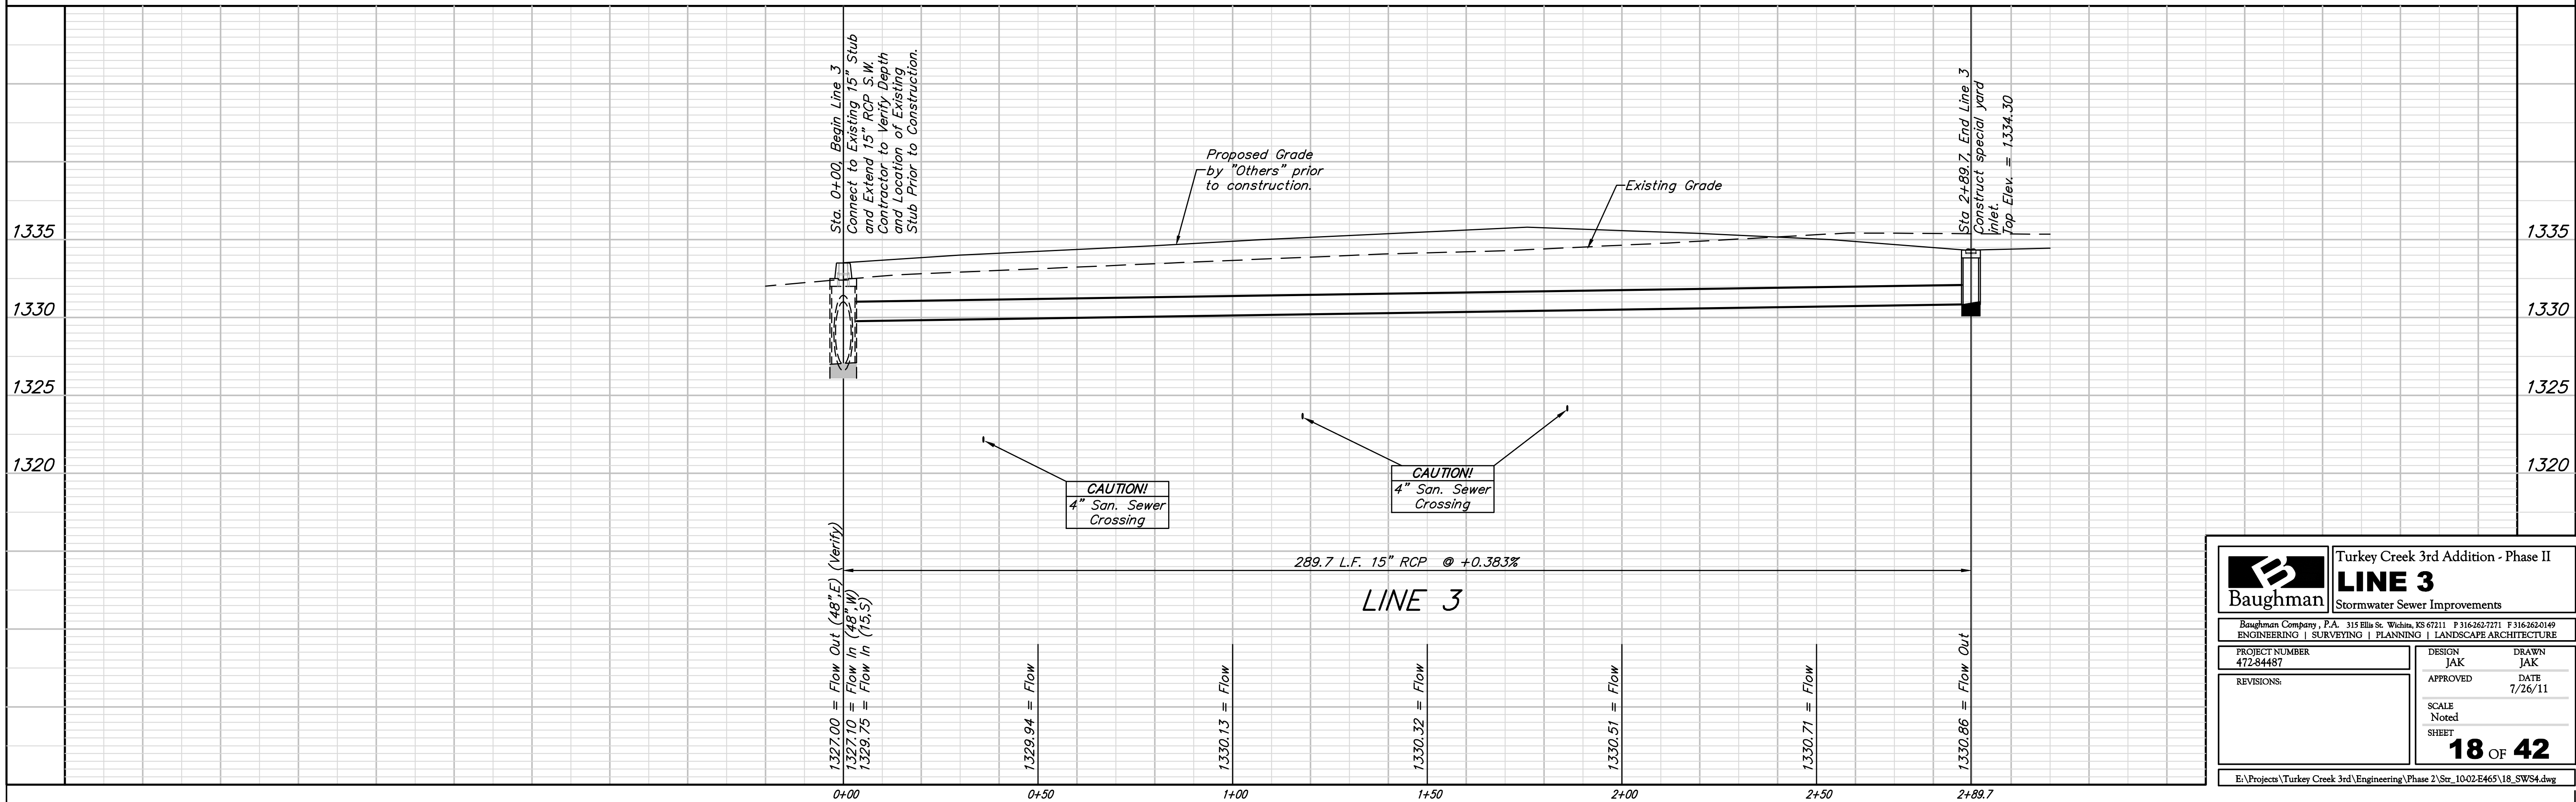 Sta. 0+00, Begin Line 3
Connect to Existing 15" Stub
and Extend 15" RCP S.W.
Contractor to Verify Depth
and Location of Existing
Stub Prior to Construction.
Proposed Grade
by "Others" prior
to construction.
Existing Grade
Sta 2+89.7, End Line 3
Construct special yard
inlet.
Top Elev. = 1334.30
1335
1335
1330
1330
1325
1325
1320
1320
CAUTION!
4" San. Sewer
Crossing
CAUTION!
4" San. Sewer
Crossing
289.7 L.F. 15" RCP @ +0.383%
LINE 3
1327.00 = Flow Out (48",E) (Verify)
1327.10 = Flow In (48",W)
1329.75 = Flow In (15,S)
1329.94 = Flow
1330.13 = Flow
1330.32 = Flow
1330.51 = Flow
1330.71 = Flow
1330.86 = Flow Out
0+00
0+50
1+00
1+50
2+00
2+50
2+89.7
B
Baughman
Turkey Creek 3rd Addition - Phase II
LINE 3
Stormwater Sewer Improvements
Baughman Company, P.A. 315 Ellis St. Wichita, KS 67211 P 316-262-7271 F 316-262-0149
ENGINEERING | SURVEYING | PLANNING | LANDSCAPE ARCHITECTURE
PROJECT NUMBER
472-84487
REVISIONS:
DESIGN
JAK
DRAWN
JAK
APPROVED
DATE
7/26/11
SCALE
Noted
SHEET
18 OF 42
E:\Projects\Turkey Creek 3rd\Engineering\Phase 2\Str_10-02-E465\18_SWS4.dwg